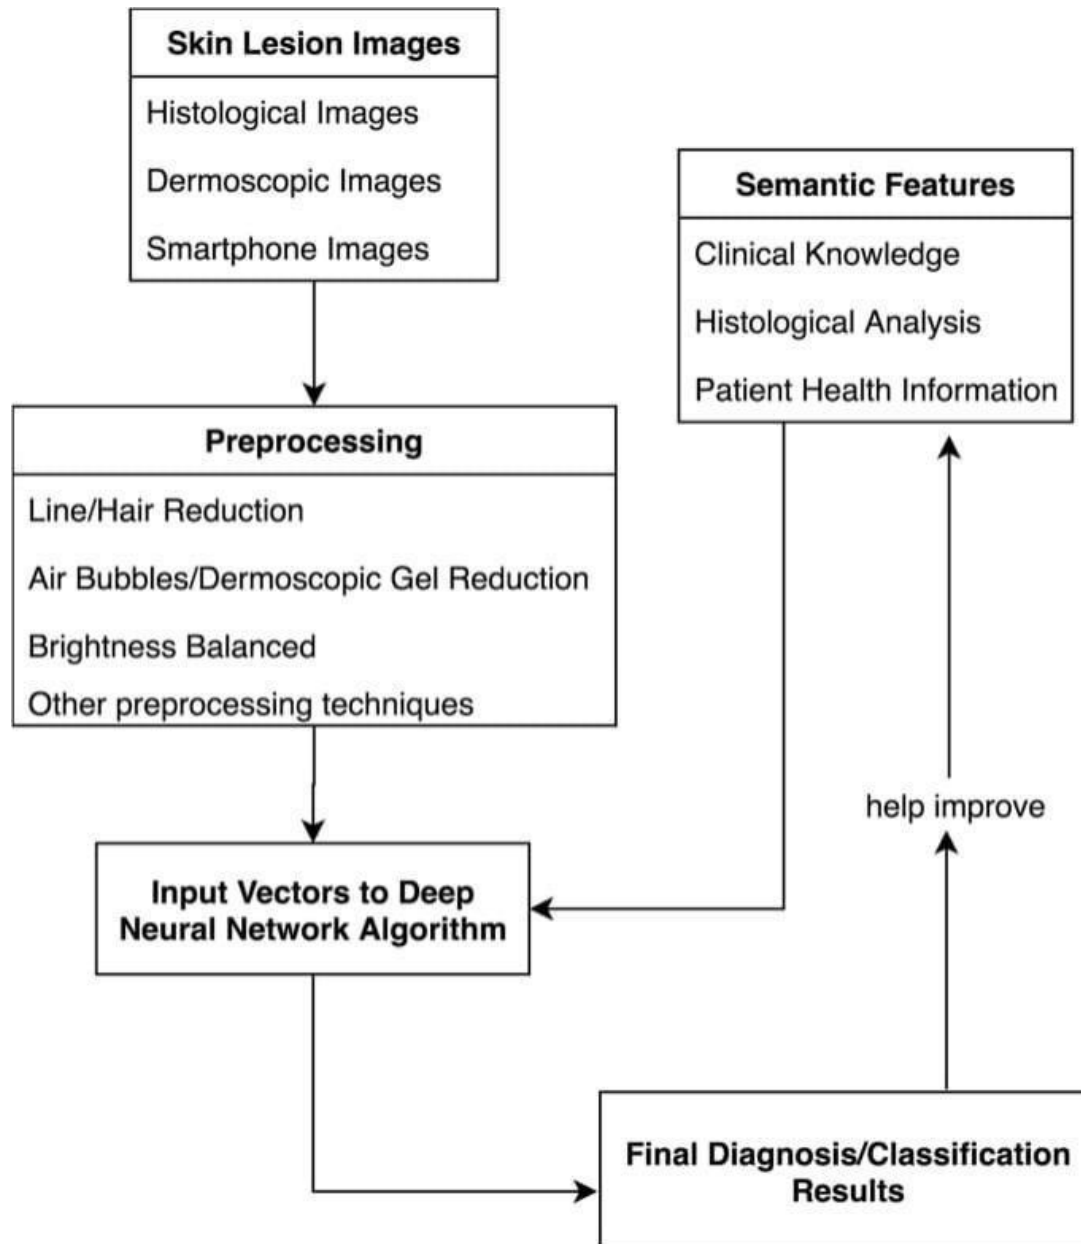 Skin Lesion Images
Histological Images
Dermoscopic Images
Smartphone Images
Semantic Features
Clinical Knowledge
Histological Analysis
Patient Health Information
Preprocessing
Line/Hair Reduction
Air Bubbles/Dermoscopic Gel Reduction
Brightness Balanced
Other preprocessing techniques
help improve
Input Vectors to Deep
Neural Network Algorithm
Final Diagnosis/Classification
Results